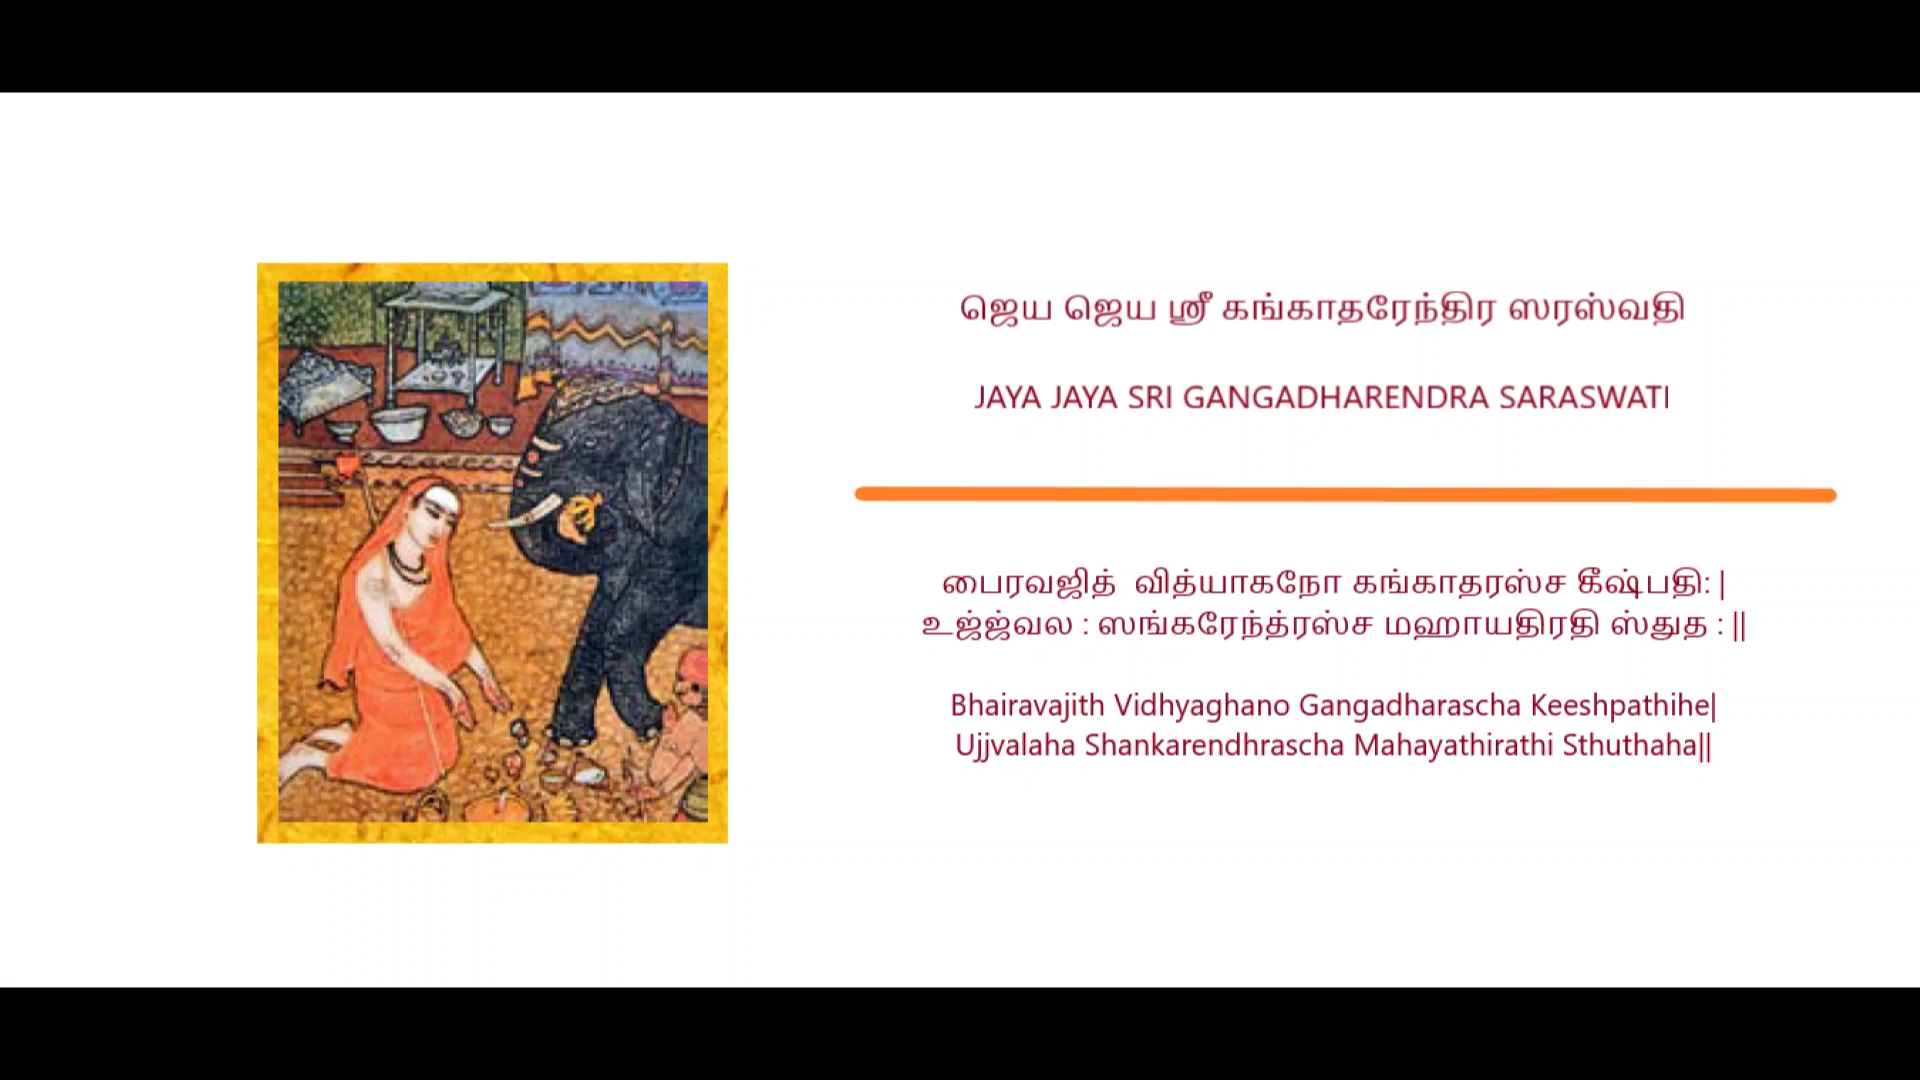 ஜெய ஜெய ஸ்ரீ கங்காதரேந்திர ஸரஸ்வதி
JAYA JAYA SRI GANGADHARENDRA SARASWATI
பைரவஜித் வித்யாகநோ கங்காதரஸ்ச கீஷ்பதி: |
உஜ்ஜ்வல : ஸங்கரேந்த்ரஸ்ச மஹாயதிரதி ஸ்துத : ||
Bhairavajith Vidhyaghano Gangadharascha Keeshpathihe|
Ujjvalaha Shankarendhrascha Mahayathirathi Sthuthaha||